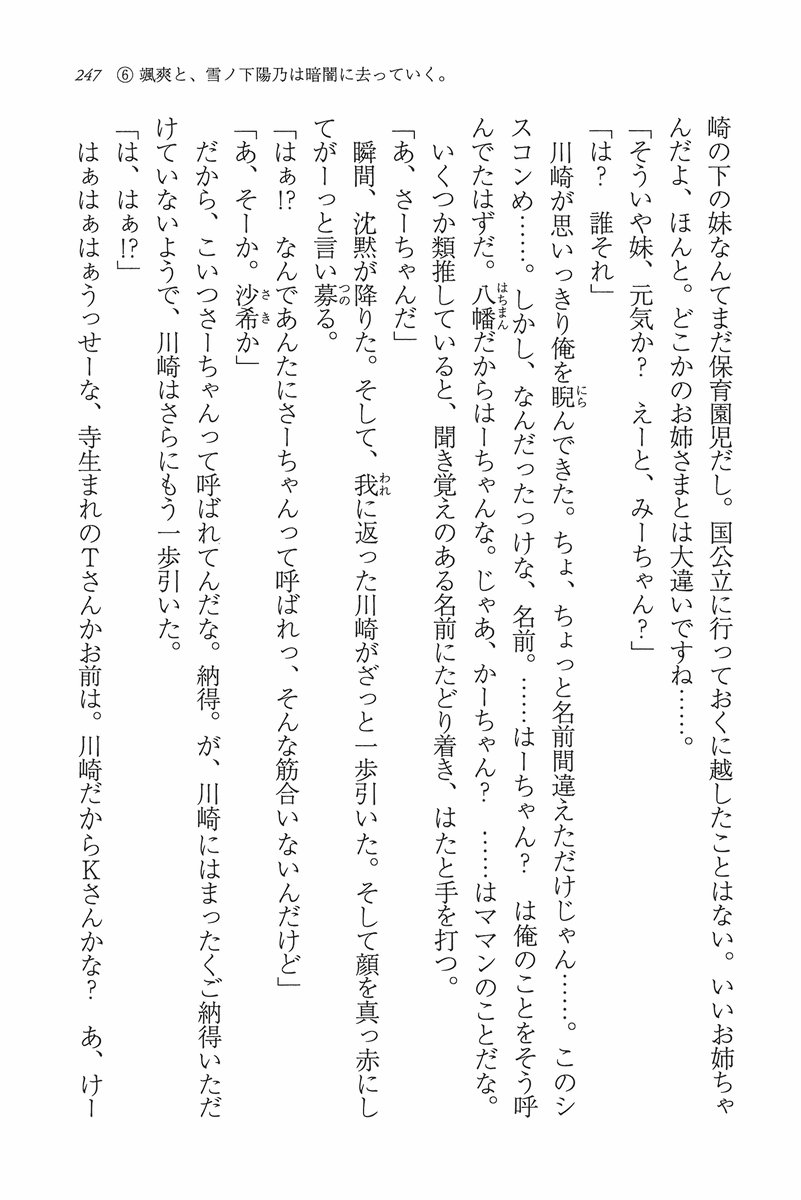 247　⑥ 颯爽と、雪ノ下陽乃は暗闇に去っていく。
崎の下の妹なんてまだ保育園児だし。国公立に行っておくに越したことはない。いいお姉ちゃ
んだよ、ほんと。どこかのお姉さまとは大違いですね……。
「そういや妹、元気か？　えーと、みーちゃん？」
「は？　誰それ」
川崎が思いっきり俺を睨んできた。ちょ、ちょっと名前間違えただけじゃん……。このシ
にら
スコンめ……。しかし、なんだったっけな、名前。……はーちゃん？　は俺のことをそう呼
んでたはずだ。八幡だからはーちゃんな。じゃあ、かーちゃん？　……はママンのことだな。
はちまん
いくつか類推していると、聞き覚えのある名前にたどり着き、はたと手を打つ。
「あ、さーちゃんだ」
瞬間、沈黙が降りた。そして、我に返った川崎がざっと一歩引いた。そして顔を真っ赤にし
われ
てがーっと言い募る。
つの
「はぁ!?　なんであんたにさーちゃんって呼ばれっ、そんな筋合いないんだけど」
「あ、そーか。沙希か」
さき
だから、こいつさーちゃんって呼ばれてんだな。納得。が、川崎にはまったくご納得いただ
けていないようで、川崎はさらにもう一歩引いた。
「は、はぁ!?」
はぁはぁはぁうっせーな、寺生まれのTさんかお前は。川崎だからKさんかな？　あ、けー